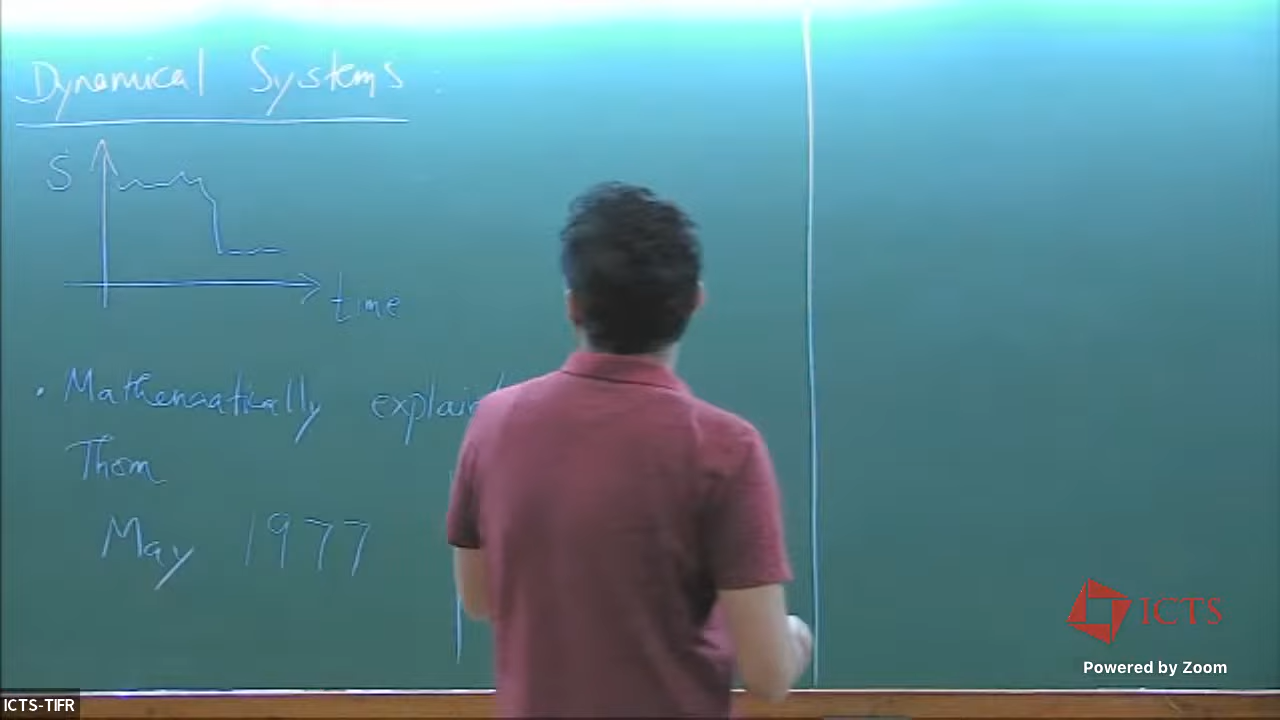 Dynamical Systems :
S
time
• Mathematically
Thom
May 1977
ICTS
Powered by Zoom
ICTS-TIFR